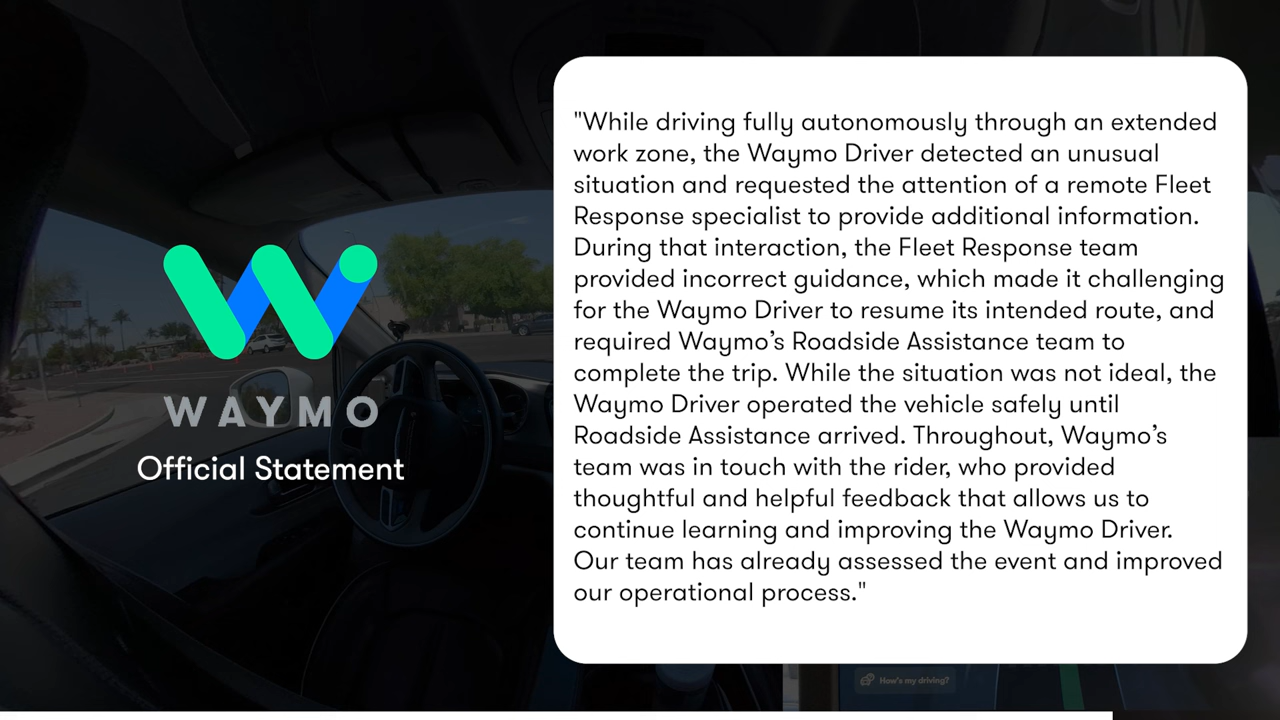 "While driving fully autonomously through an extended
work zone, the Waymo Driver detected an unusual
situation and requested the attention of a remote Fleet
Response specialist to provide additional information.
During that interaction, the Fleet Response team
provided incorrect guidance, which made it challenging
for the Waymo Driver to resume its intended route, and
required Waymo’s Roadside Assistance team to
complete the trip. While the situation was not ideal, the
Waymo Driver operated the vehicle safely until
Roadside Assistance arrived. Throughout, Waymo’s
team was in touch with the rider, who provided
thoughtful and helpful feedback that allows us to
continue learning and improving the Waymo Driver.
Our team has already assessed the event and improved
our operational process."
WAYMO
Official Statement
How's my driving?